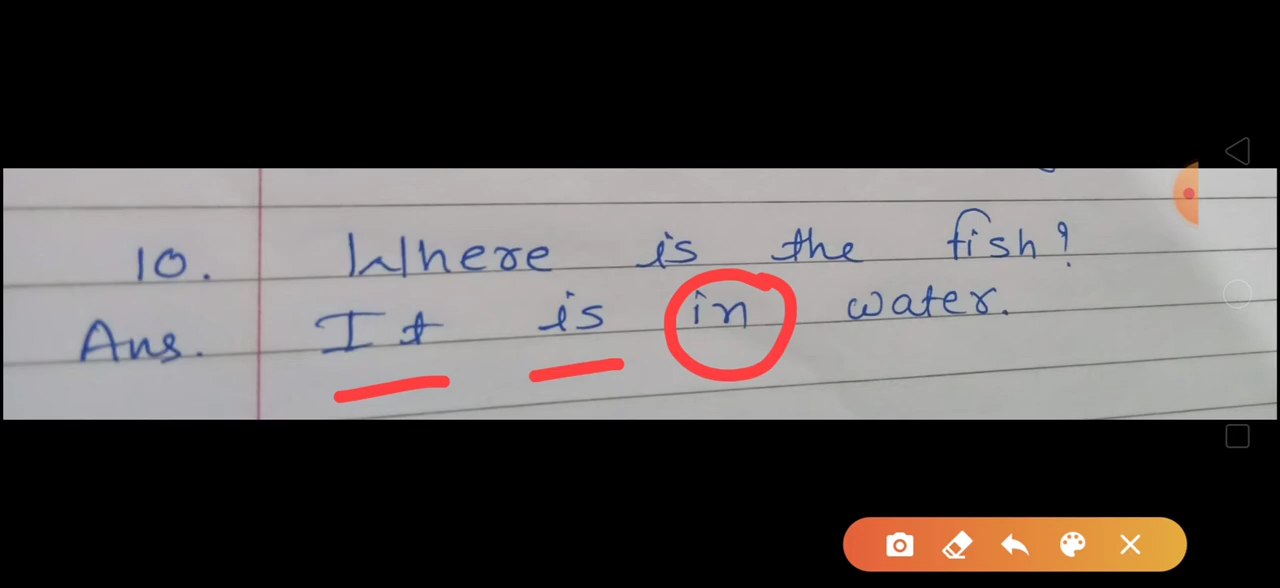 10. Where is the fish?
Ans. It is in water.